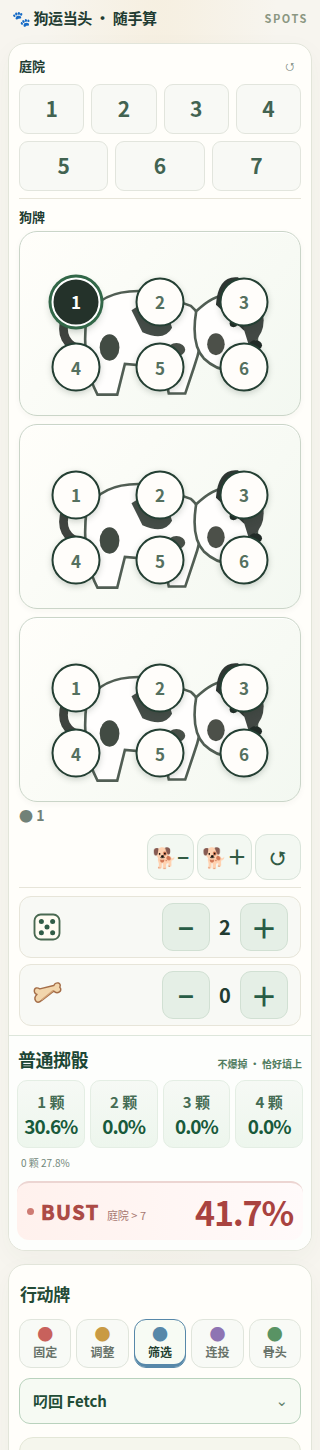 🐾 狗运当头 · 随手算 SPOTS
庭院 ↺
1 2 3 4
5 6 7
狗牌
1 2 3
4 5 6
1 2 3
4 5 6
1 2 3
4 5 6
1
🐕− 🐕＋ ↺
− 2 ＋
− 0 ＋
普通掷骰 不爆掉 · 恰好填上
1 颗 2 颗 3 颗 4 颗
30.6% 0.0% 0.0% 0.0%
0 颗 27.8%
BUST 庭院 > 7 41.7%
行动牌
固定 调整 筛选 连投 骨头
叼回 Fetch